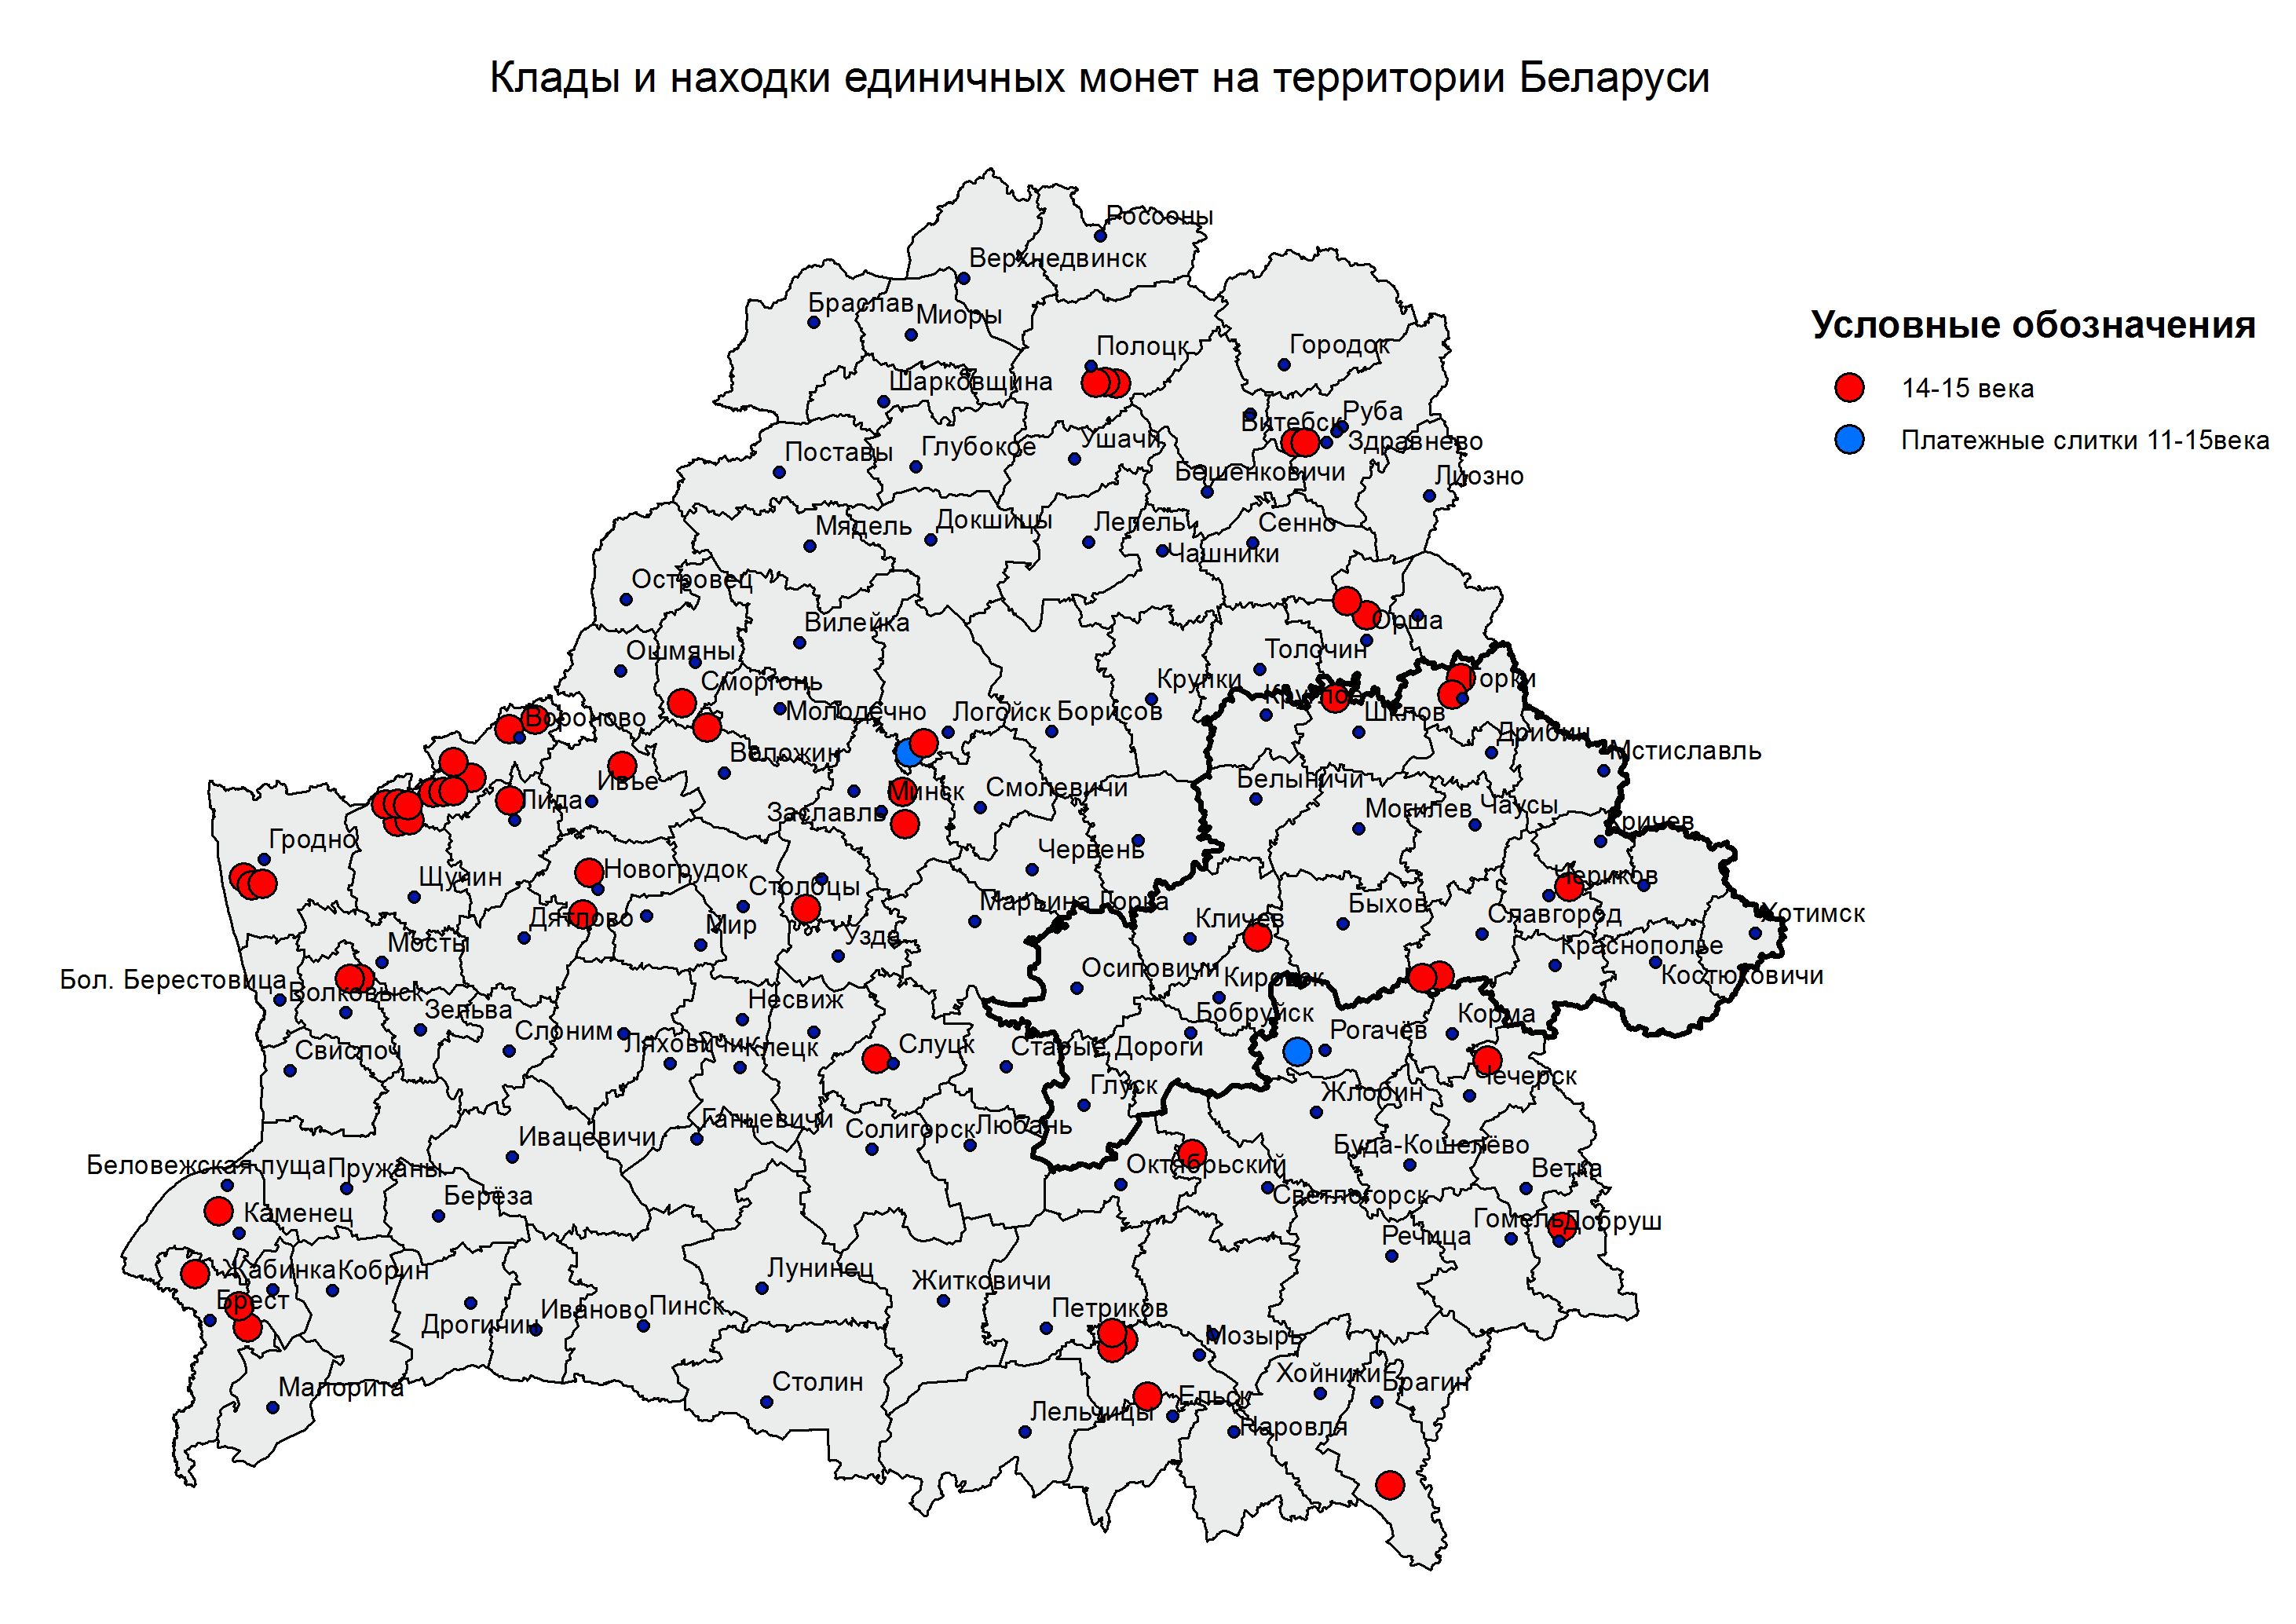 Клады и находки единичных монет на территории Беларуси
Россоны
Верхнедвинск
Браслав
Миоры
Условные обозначения
Полоцк
Городок
Шарковщина
14-15 века
Руба
Витебск
Здравнево
Платежные слитки 11-15века
Ушачи
Глубокое
Поставы
Бешенковичи
Лиозно
Мядель
Докшицы
Лепель
Сенно
Чашники
Островец
Вилейка
Орша
Ошмяны
Толочин
Сморгонь
Крупки
Горки
Круглое
Молодечно
Логойск
Борисов
Шклов
Вороново
Дрибин
Воложин
Мстиславль
Ивье
Минск
Смолевичи
Белыничи
Лида
Заславль
Могилев
Чаусы
Кричев
Гродно
Червень
Щучин
Новогрудок
Столбцы
Чериков
Марьина Горка
Быхов
Дятлово
Мир
Кличев
Славгород
Хотимск
Мосты
Узда
Краснополье
Бол. Берестовица
Осиповичи
Кировск
Костюковичи
Волковыск
Зельва
Несвиж
Бобруйск
Корма
Слоним
Рогачёв
Свислоч
Ляховичик
Клецк
Слуцк
Старые Дороги
Чечерск
Глуск
Жлобин
Ганцевичи
Ивацевичи
Солигорск
Любань
Буда-Кошелёво
Беловежская пуща
Пружаны
Октябрьский
Ветка
Берёза
Светлогорск
Каменец
Гомель
Добруш
Речица
Жабинка
Кобрин
Лунинец
Житковичи
Брест
Иваново
Пинск
Петриков
Дрогичин
Мозырь
Малорита
Столин
Хойники
Брагин
Ельск
Лельчицы
Наровля